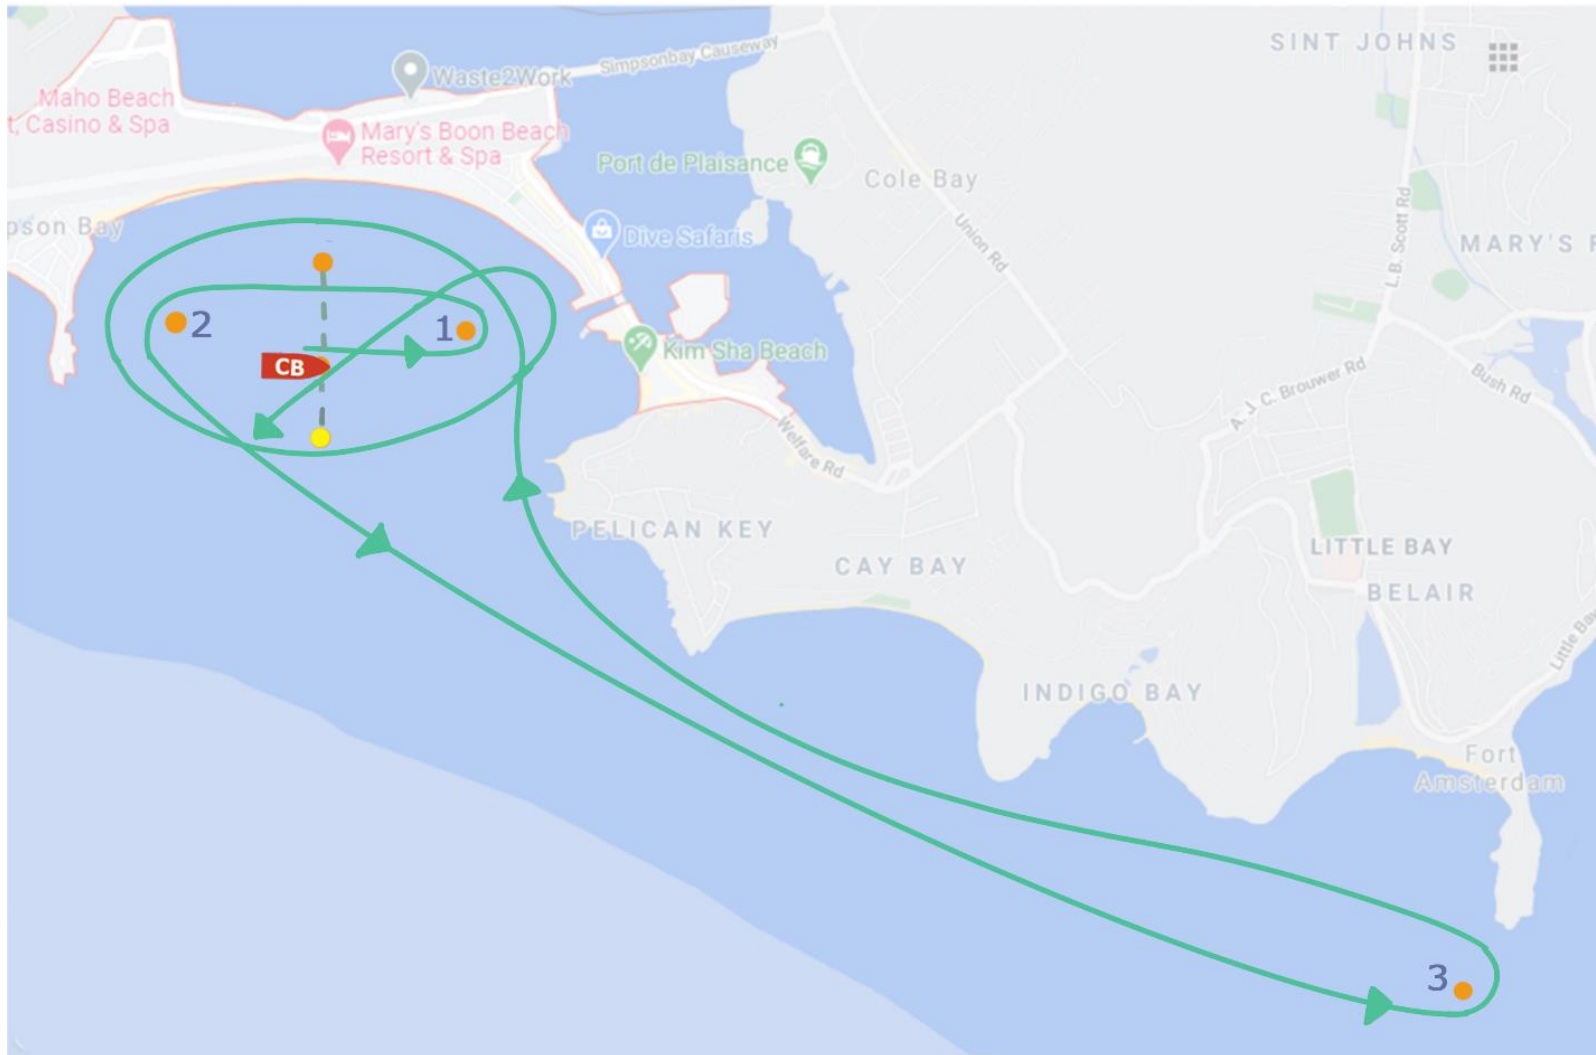 SINT JOHNS
Simpsonbay Causeway
Waste2Work
Maho Beach
t, Casino & Spa
Mary's Boon Beach
Resort & Spa
Port de Plaisance
Cole Bay
L.B. Scott Rd
pson Bay
Dive Safaris
Union Rd
MARY'S F
2
1
Kim Sha Beach
CB
A. J. C. Brouwer Rd
Bush Rd
Welfare Rd
PELICAN KEY
LITTLE BAY
CAY BAY
BELAIR
Little Bay
INDIGO BAY
Fort
Amsterdam
3